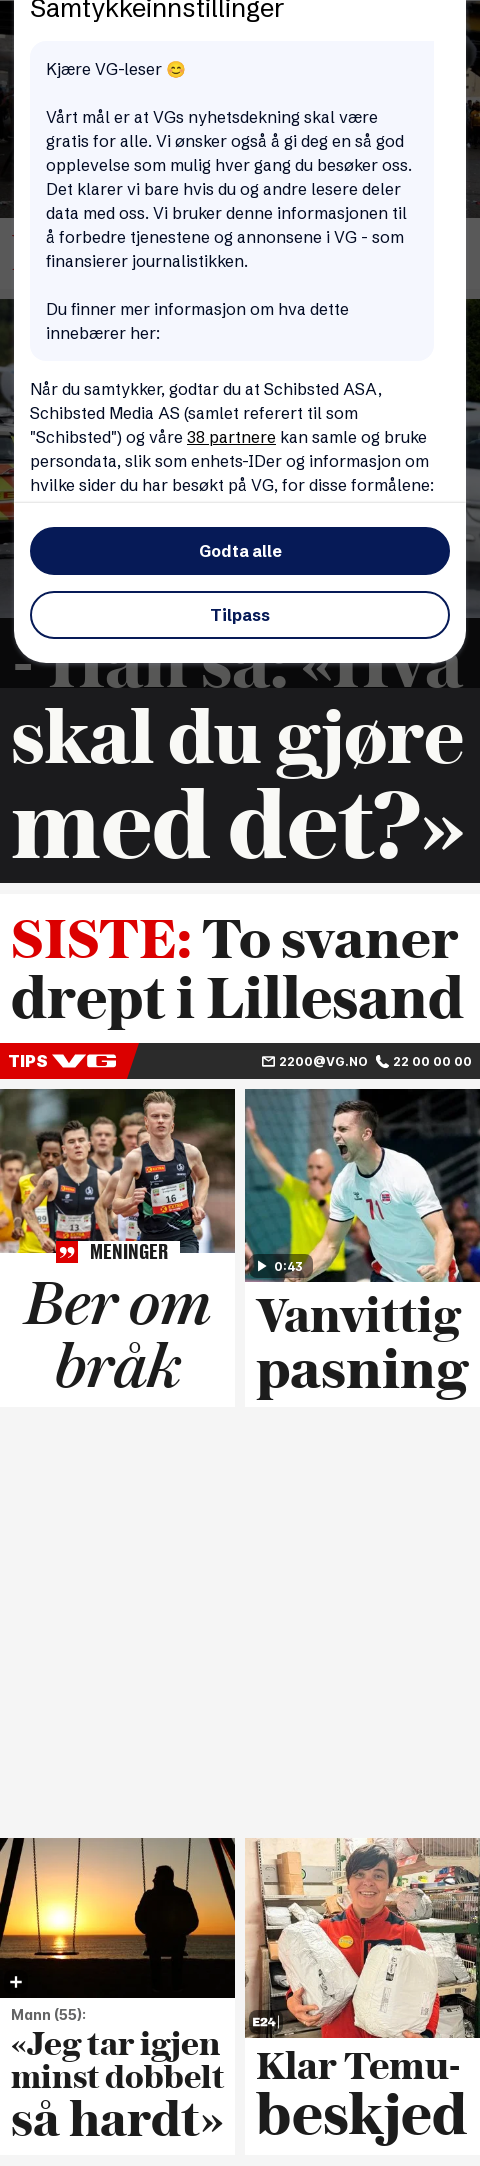 Samtykkeinnstillinger
Kjære VG-leser 😊
Vårt mål er at VGs nyhetsdekning skal være
gratis for alle. Vi ønsker også å gi deg en så god
opplevelse som mulig hver gang du besøker oss.
Det klarer vi bare hvis du og andre lesere deler
data med oss. Vi bruker denne informasjonen til
å forbedre tjenestene og annonsene i VG - som
finansierer journalistikken.
Du finner mer informasjon om hva dette
innebærer her:
Når du samtykker, godtar du at Schibsted ASA,
Schibsted Media AS (samlet referert til som
"Schibsted") og våre 38 partnere kan samle og bruke
persondata, slik som enhets-IDer og informasjon om
hvilke sider du har besøkt på VG, for disse formålene:
Godta alle
Tilpass
- Han sa: «Hva
skal du gjøre
med det?»
SISTE: To svaner
drept i Lillesand
TIPS VG 2200@VG.NO 22 00 00 00
13
16
MENINGER
Ber om
bråk
71
0:43
Vanvittig
pasning
Mann (55):
«Jeg tar igjen
minst dobbelt
så hardt»
E24
Klar Temu-
beskjed